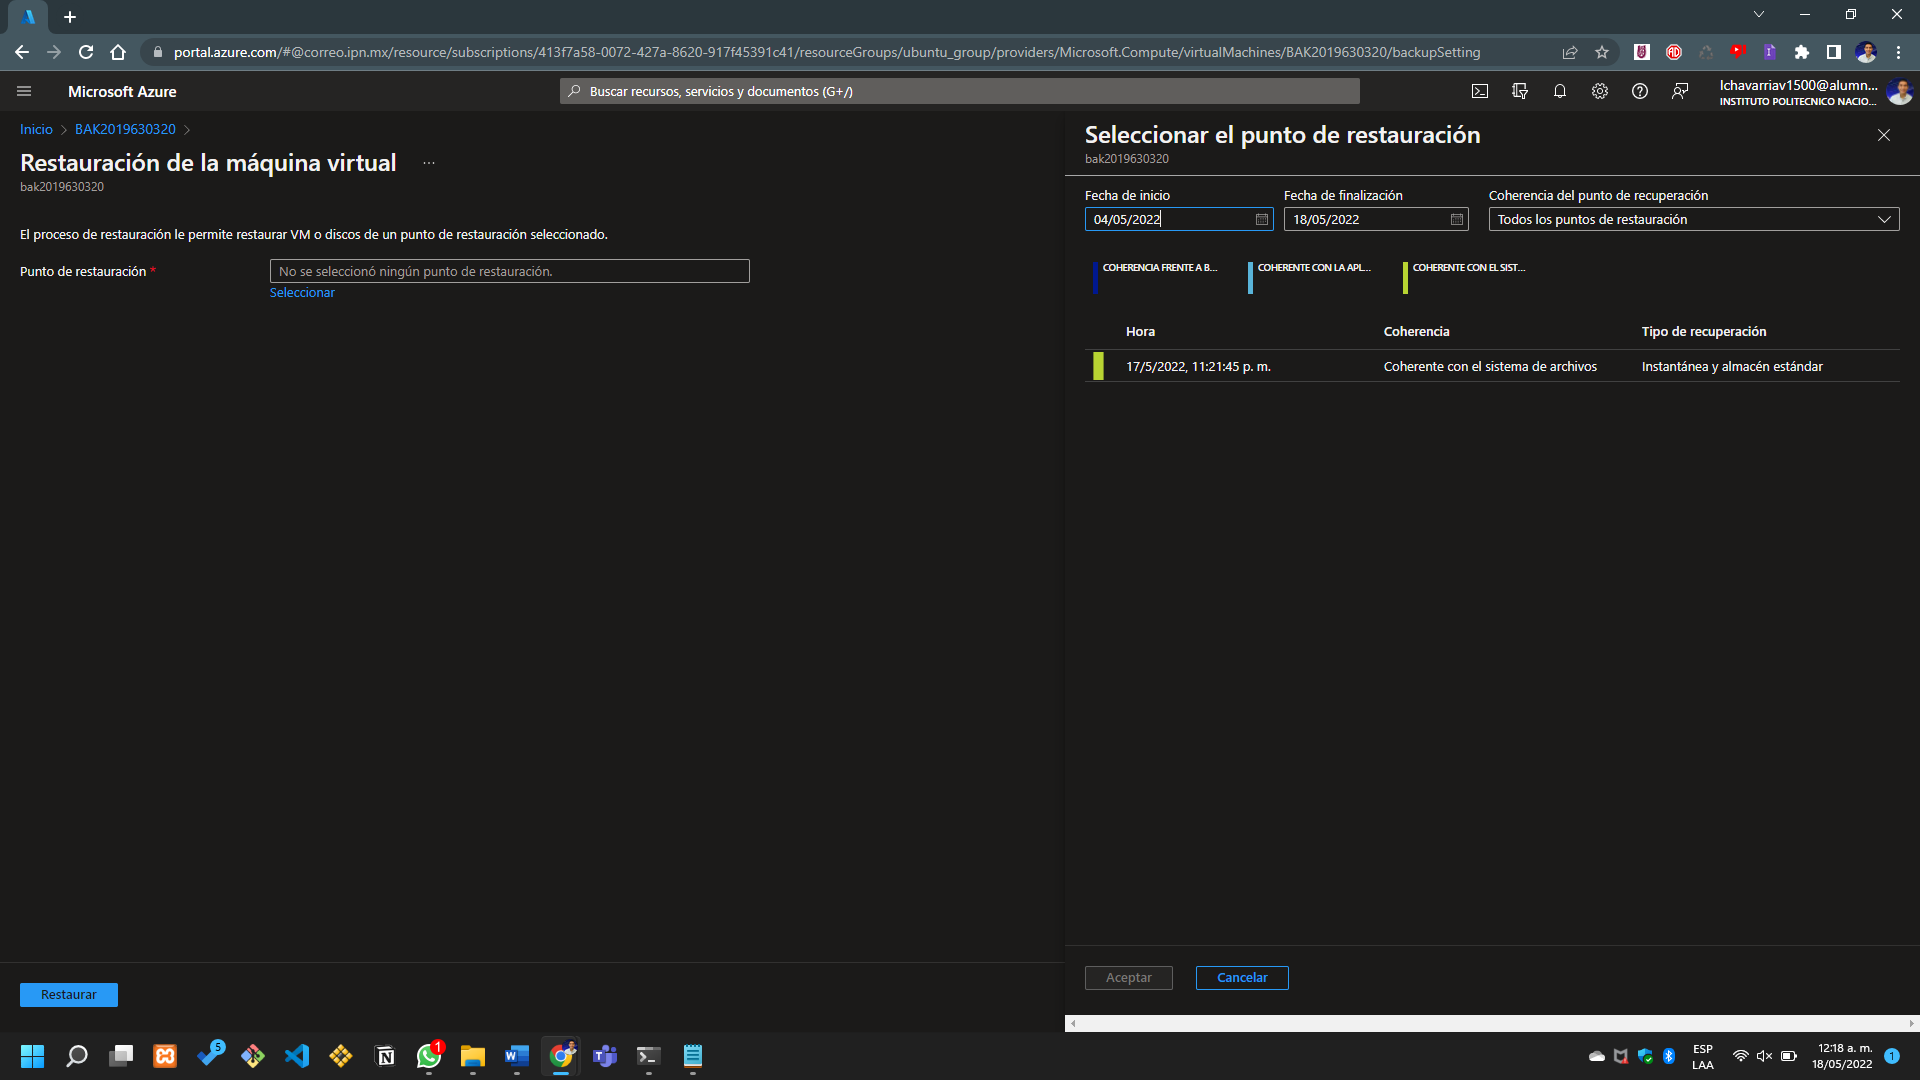 portal.azure.com/#@correo.ipn.mx/resource/subscriptions/413f7a58-0072-427a-8620-917f45391c41/resourceGroups/ubuntu_group/providers/Microsoft.Compute/virtualMachines/BAK2019630320/backupSetting
Microsoft Azure
Buscar recursos, servicios y documentos (G+/)
lchavarriav1500@alumn...
INSTITUTO POLITECNICO NACIO...
Inicio
BAK2019630320
Restauración de la máquina virtual
...
bak2019630320
El proceso de restauración le permite restaurar VM o discos de un punto de restauración seleccionado.
Punto de restauración *
No se seleccionó ningún punto de restauración.
Seleccionar
Restaurar
Seleccionar el punto de restauración
bak2019630320
Fecha de inicio
Fecha de finalización
Coherencia del punto de recuperación
04/05/2022
18/05/2022
Todos los puntos de restauración
COHERENCIA FRENTE A B...
COHERENTE CON LA APL...
COHERENTE CON EL SIST...
Hora
Coherencia
Tipo de recuperación
17/5/2022, 11:21:45 p. m.
Coherente con el sistema de archivos
Instantánea y almacén estándar
Aceptar
Cancelar
5
1
ESP
LAA
12:18 a. m.
18/05/2022
1